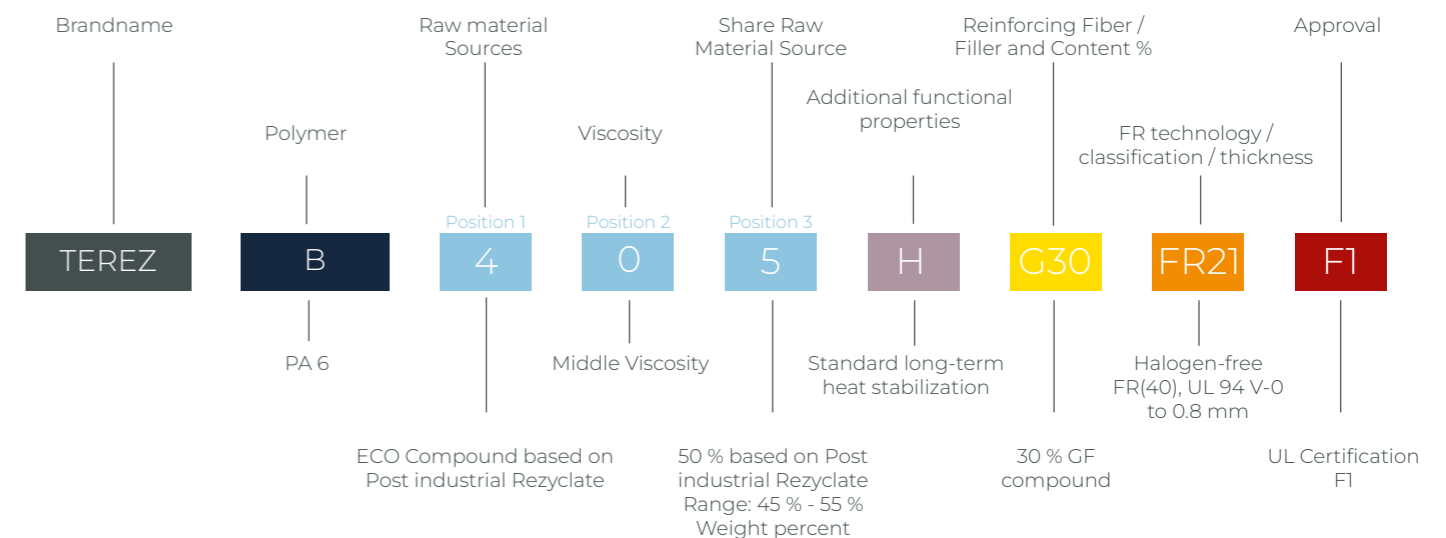 Brandname
Raw material
Sources
Share Raw
Material Source
Reinforcing Fiber /
Filler and Content %
Approval
Additional functional
properties
Polymer
Viscosity
FR technology /
classification / thickness
Position 1
Position 2
Position 3
TEREZ
B
4
0
5
H
G30
FR21
F1
PA 6
Middle Viscosity
Standard long-term
heat stabilization
Halogen-free
FR(40), UL 94 V-0
to 0.8 mm
ECO Compound based on
Post industrial Rezyclate
50 % based on Post
industrial Rezyclate
Range: 45 % - 55 %
Weight percent
30 % GF
compound
UL Certification
F1